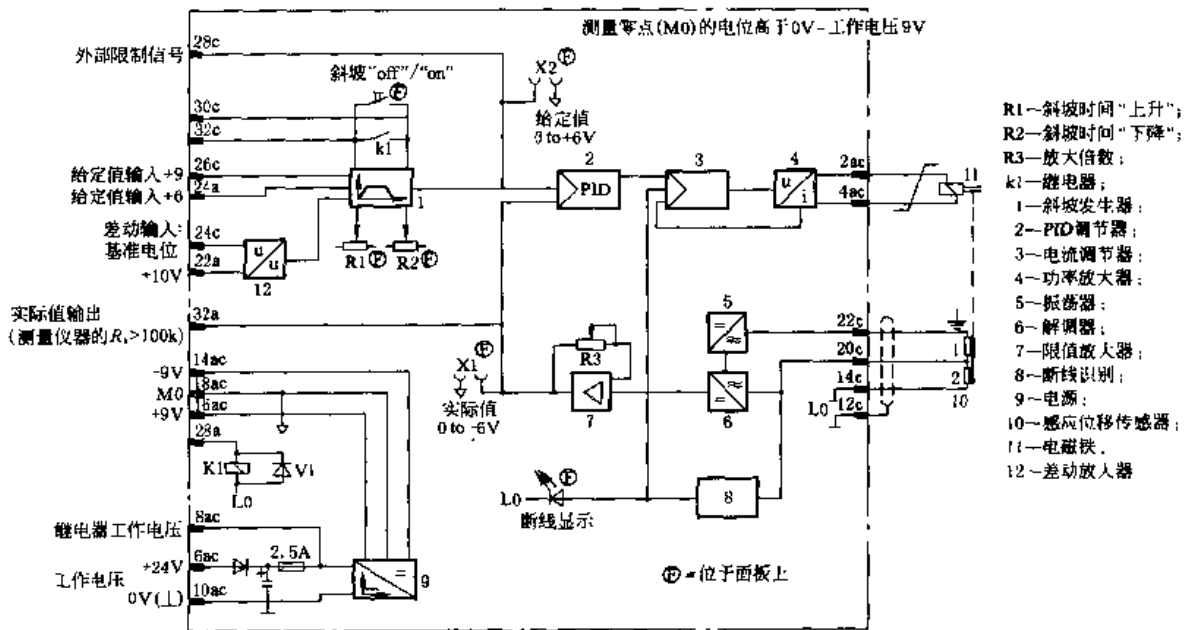 测量零点(M0)的电位高于0V-工作电压9V
外部限制信号
28c
斜坡"off"/"on"
Ⓕ
30c
32c
k1
给定值输入+9
26c
给定值输入+6
24a
1
差动输入:
基准电位
24c
22a
+10V
u
u
12
R1Ⓕ
R2Ⓕ
X2
Ⓕ
给定值
0 to+6V
2
PID
3
4
u
i
2ac
4ac
11
实际值输出
(测量仪器的Rᵢ>100k)
32a
14ac
-9V
18ac
M0
16ac
+9V
28a
K1
V1
L0
X1
Ⓕ
实际值
0 to -6V
R3
7
5
6
22c
20c
14c
12c
L0
1
2
10
L0
Ⓕ
断线显示
8
继电器工作电压
8ac
6ac
+24V
2.5A
工作电压
0V(⊥)
10ac
9
Ⓕ=位于面板上
R1—斜坡时间"上升";
R2—斜坡时间"下降";
R3—放大倍数;
k1—继电器;
1—斜坡发生器;
2—PID调节器;
3—电流调节器;
4—功率放大器;
5—振荡器;
6—解调器;
7—限值放大器;
8—断线识别;
9—电源;
10—感应位移传感器;
11—电磁铁.
12—差动放入器